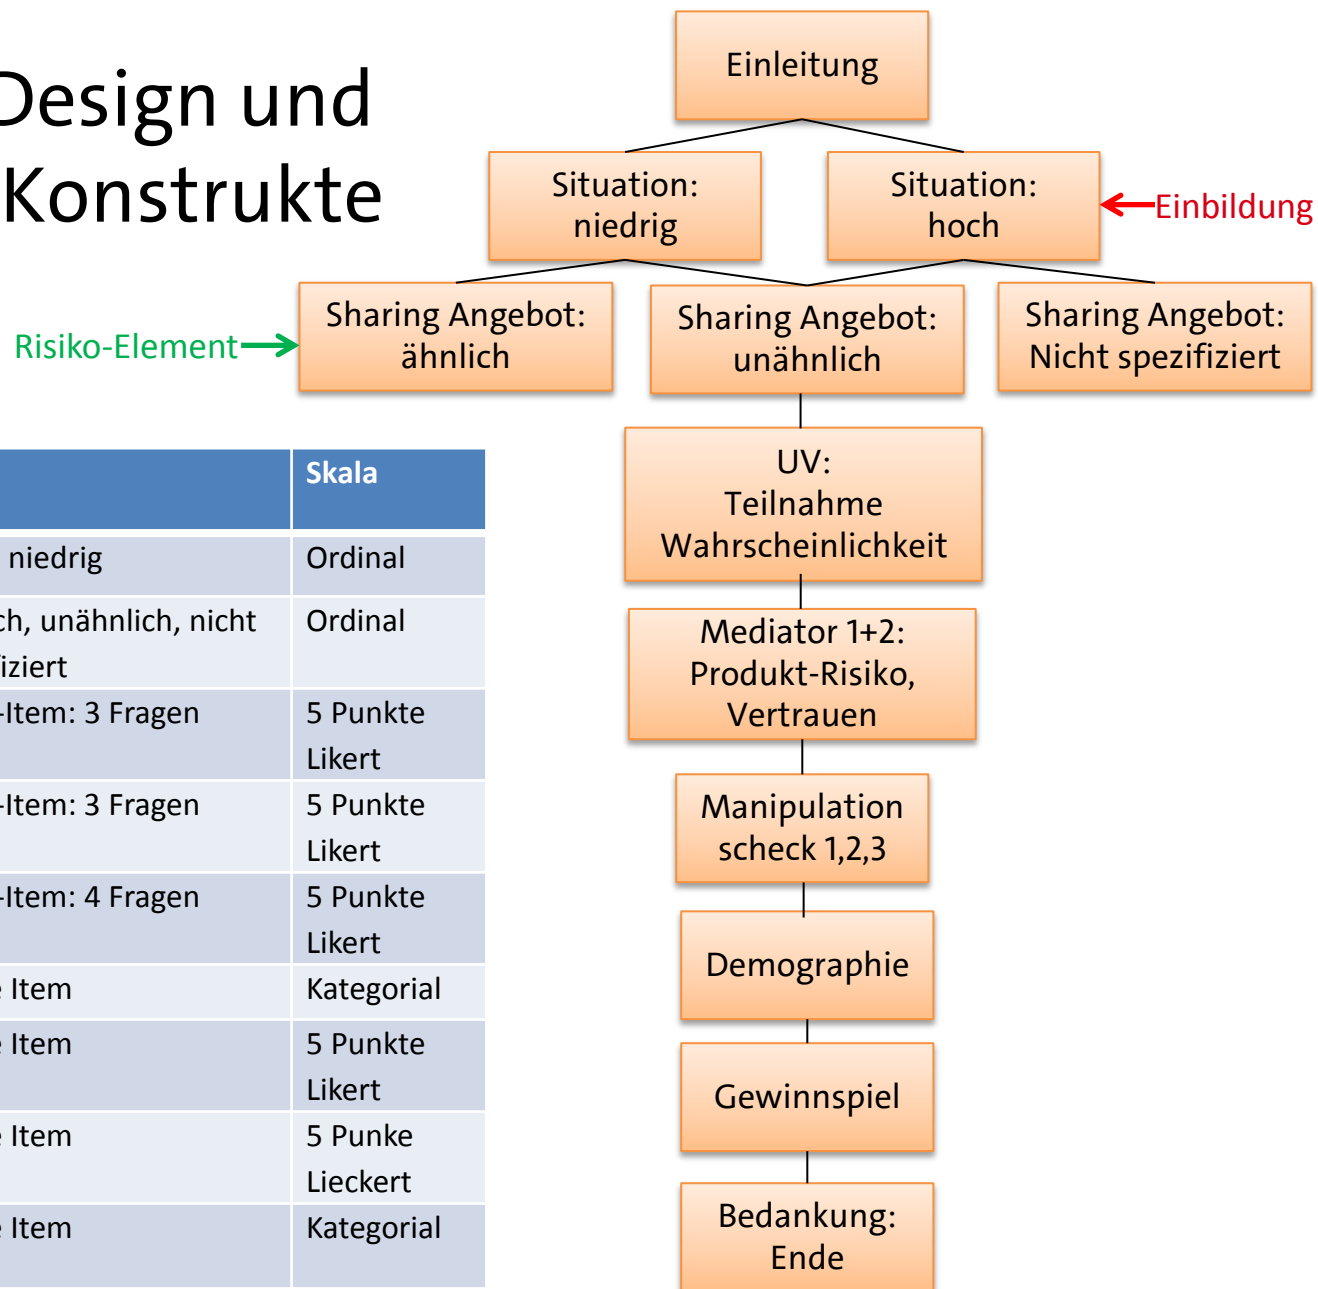 Design und
Konstrukte
Einleitung
Situation:
niedrig
Situation:
hoch
Einbildung
Risiko-Element
Sharing Angebot:
ähnlich
Sharing Angebot:
unähnlich
Sharing Angebot:
Nicht spezifiziert
UV:
Teilnahme
Wahrscheinlichkeit
Mediator 1+2:
Produkt-Risiko,
Vertrauen
Manipulation
scheck 1,2,3
Demographie
Gewinnspiel
Bedankung:
Ende
Skala
niedrig
Ordinal
ch, unähnlich, nicht
fiziert
Ordinal
-Item: 3 Fragen
5 Punkte
Likert
-Item: 3 Fragen
5 Punkte
Likert
-Item: 4 Fragen
5 Punkte
Likert
e Item
Kategorial
e Item
5 Punkte
Likert
e Item
5 Punke
Lieckert
e Item
Kategorial